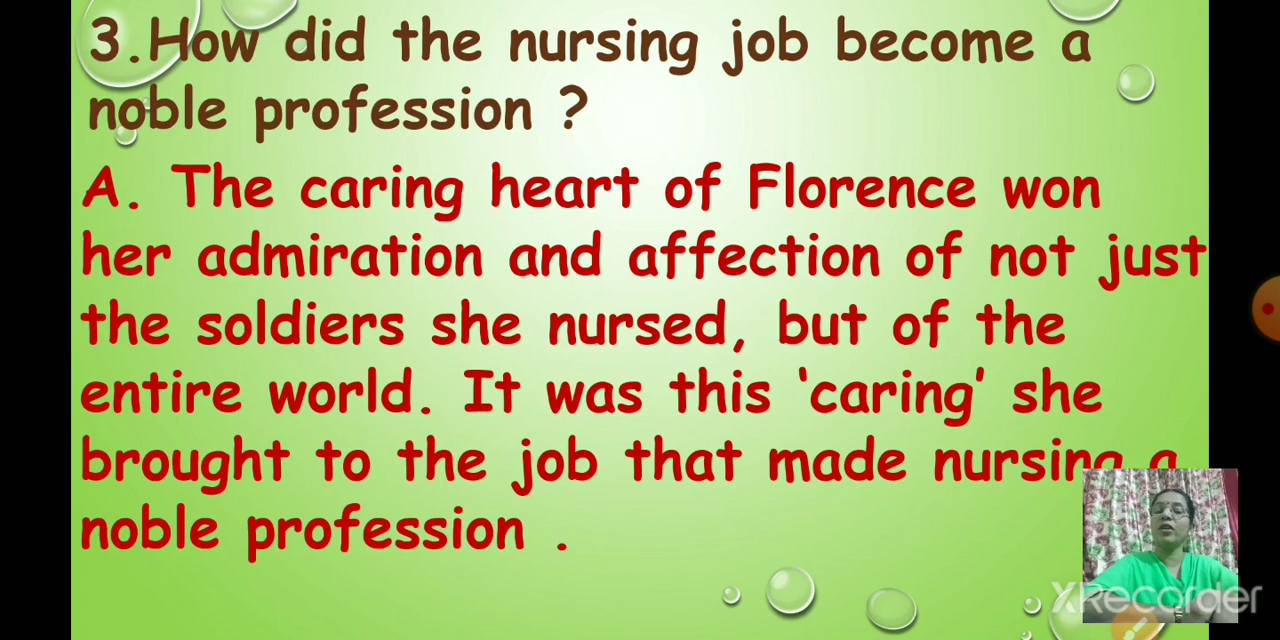 3.How did the nursing job become a
noble profession ?
A. The caring heart of Florence won
her admiration and affection of not just
the soldiers she nursed, but of the
entire world. It was this ‘caring’ she
brought to the job that made nursing a
noble profession .
XRecorder